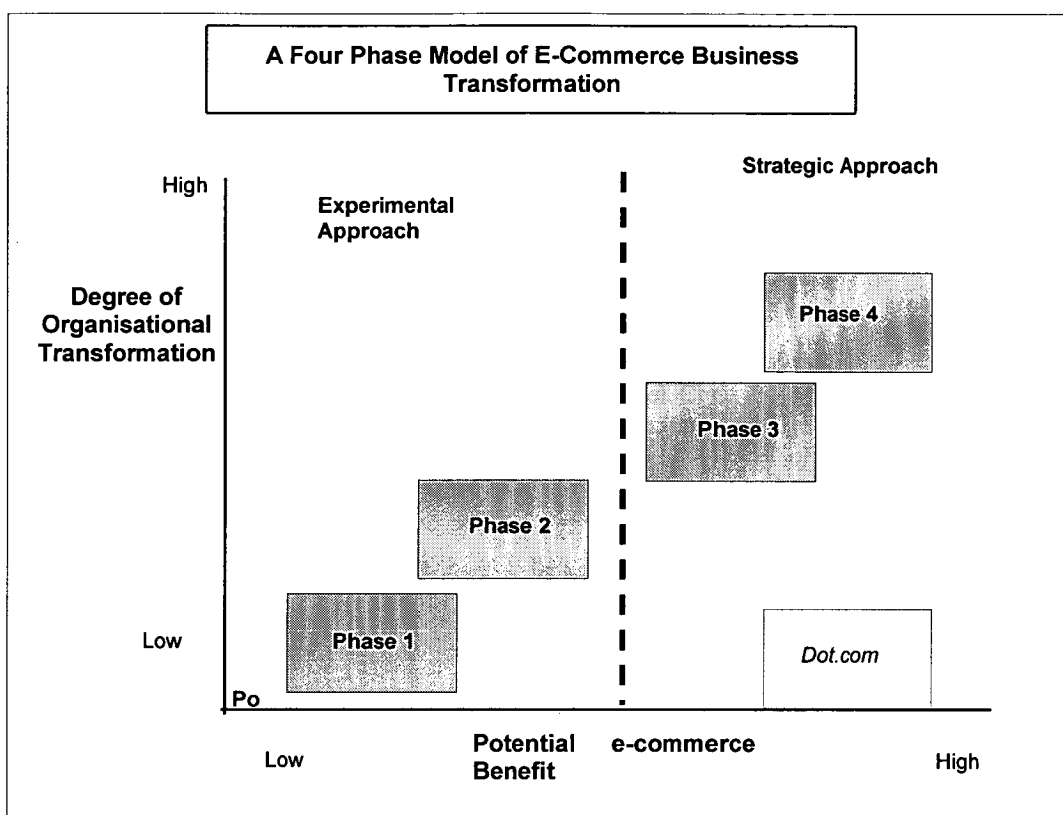 A Four Phase Model of E-Commerce Business
Transformation
Strategic Approach
High
Experimental
Approach
Degree of
Organisational
Transformation
Phase 4
Phase 3
Phase 2
Phase 1
Low
Dot.com
Po
Potential e-commerce
Benefit
Low
High